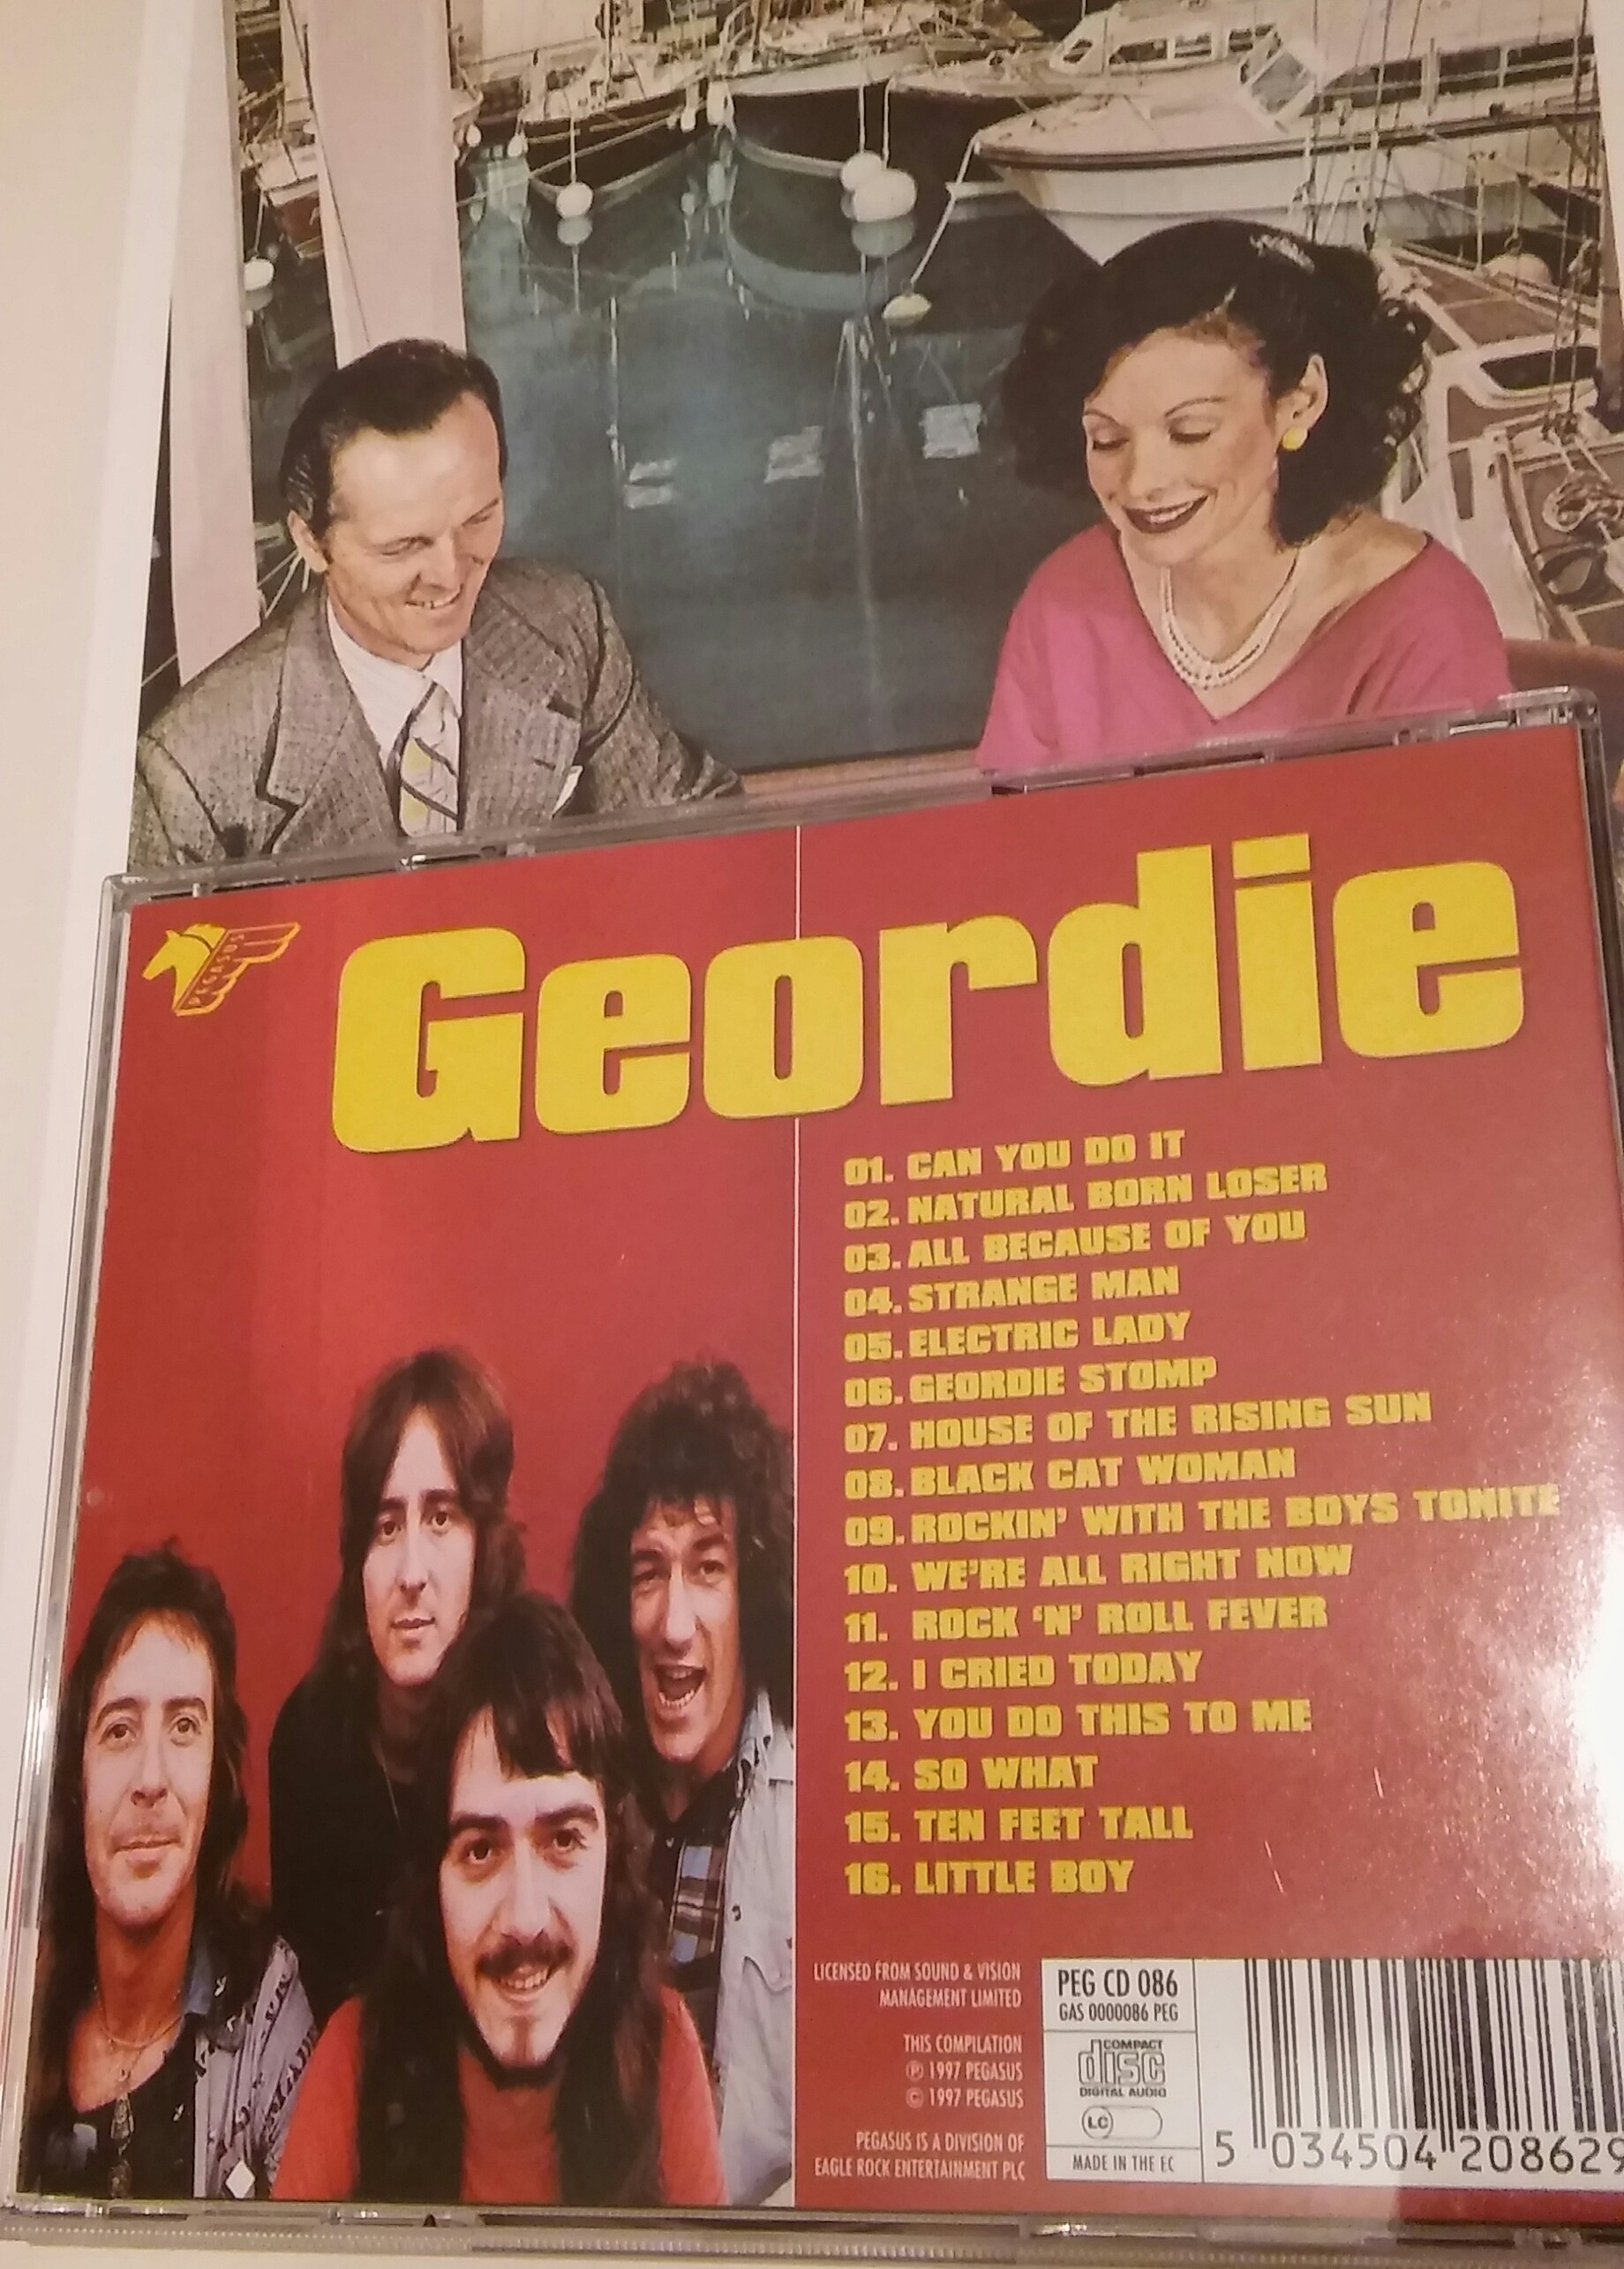 PEGASUS
Geordie
01. CAN YOU DO IT
02. NATURAL BORN LOSER
03. ALL BECAUSE OF YOU
04. STRANGE MAN
05. ELECTRIC LADY
06. GEORDIE STOMP
07. HOUSE OF THE RISING SUN
08. BLACK CAT WOMAN
09. ROCKIN' WITH THE BOYS TONITE
10. WE'RE ALL RIGHT NOW
11. ROCK 'N' ROLL FEVER
12. I CRIED TODAY
13. YOU DO THIS TO ME
14. SO WHAT
15. TEN FEET TALL
16. LITTLE BOY
LICENSED FROM SOUND & VISION
MANAGEMENT LIMITED
THIS COMPILATION
℗ 1997 PEGASUS
© 1997 PEGASUS
PEGASUS IS A DIVISION OF
EAGLE ROCK ENTERTAINMENT PLC
PEG CD 086
GAS 0000086 PEG
COMPACT
disc
DIGITAL AUDIO
LC
MADE IN THE EC
5 034504 208629